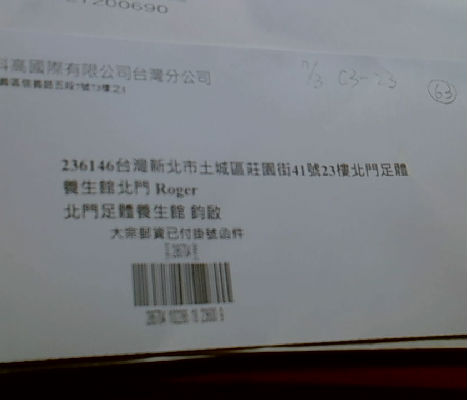 200690
科高國際有限公司台灣分公司
7/3 C3-23 63
236146台灣新北市土城區莊園街41號23樓北門足體
養生館北門 Roger
北門足體養生館 鈞啟
大宗郵資已付掛號函件